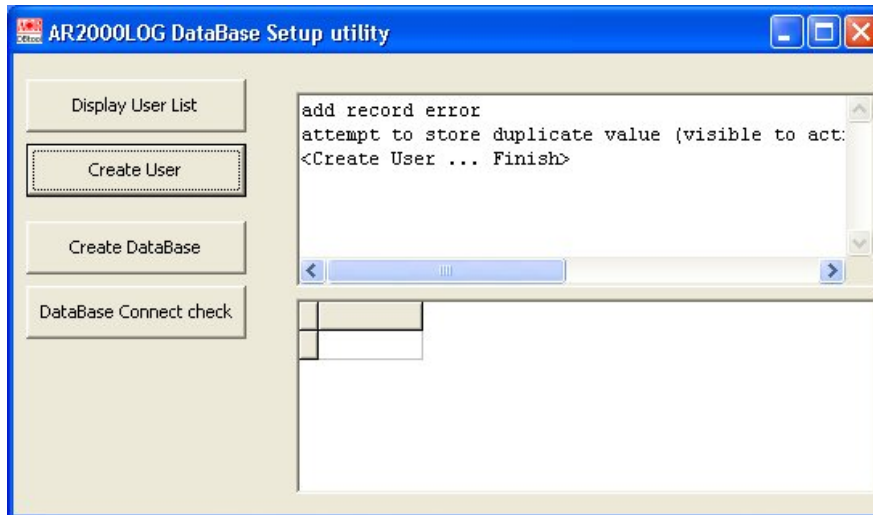 AR2000LOG DataBase Setup utility
Display User List
Create User
Create DataBase
DataBase Connect check
add record error
attempt to store duplicate value (visible to
<Create User ... Finish>